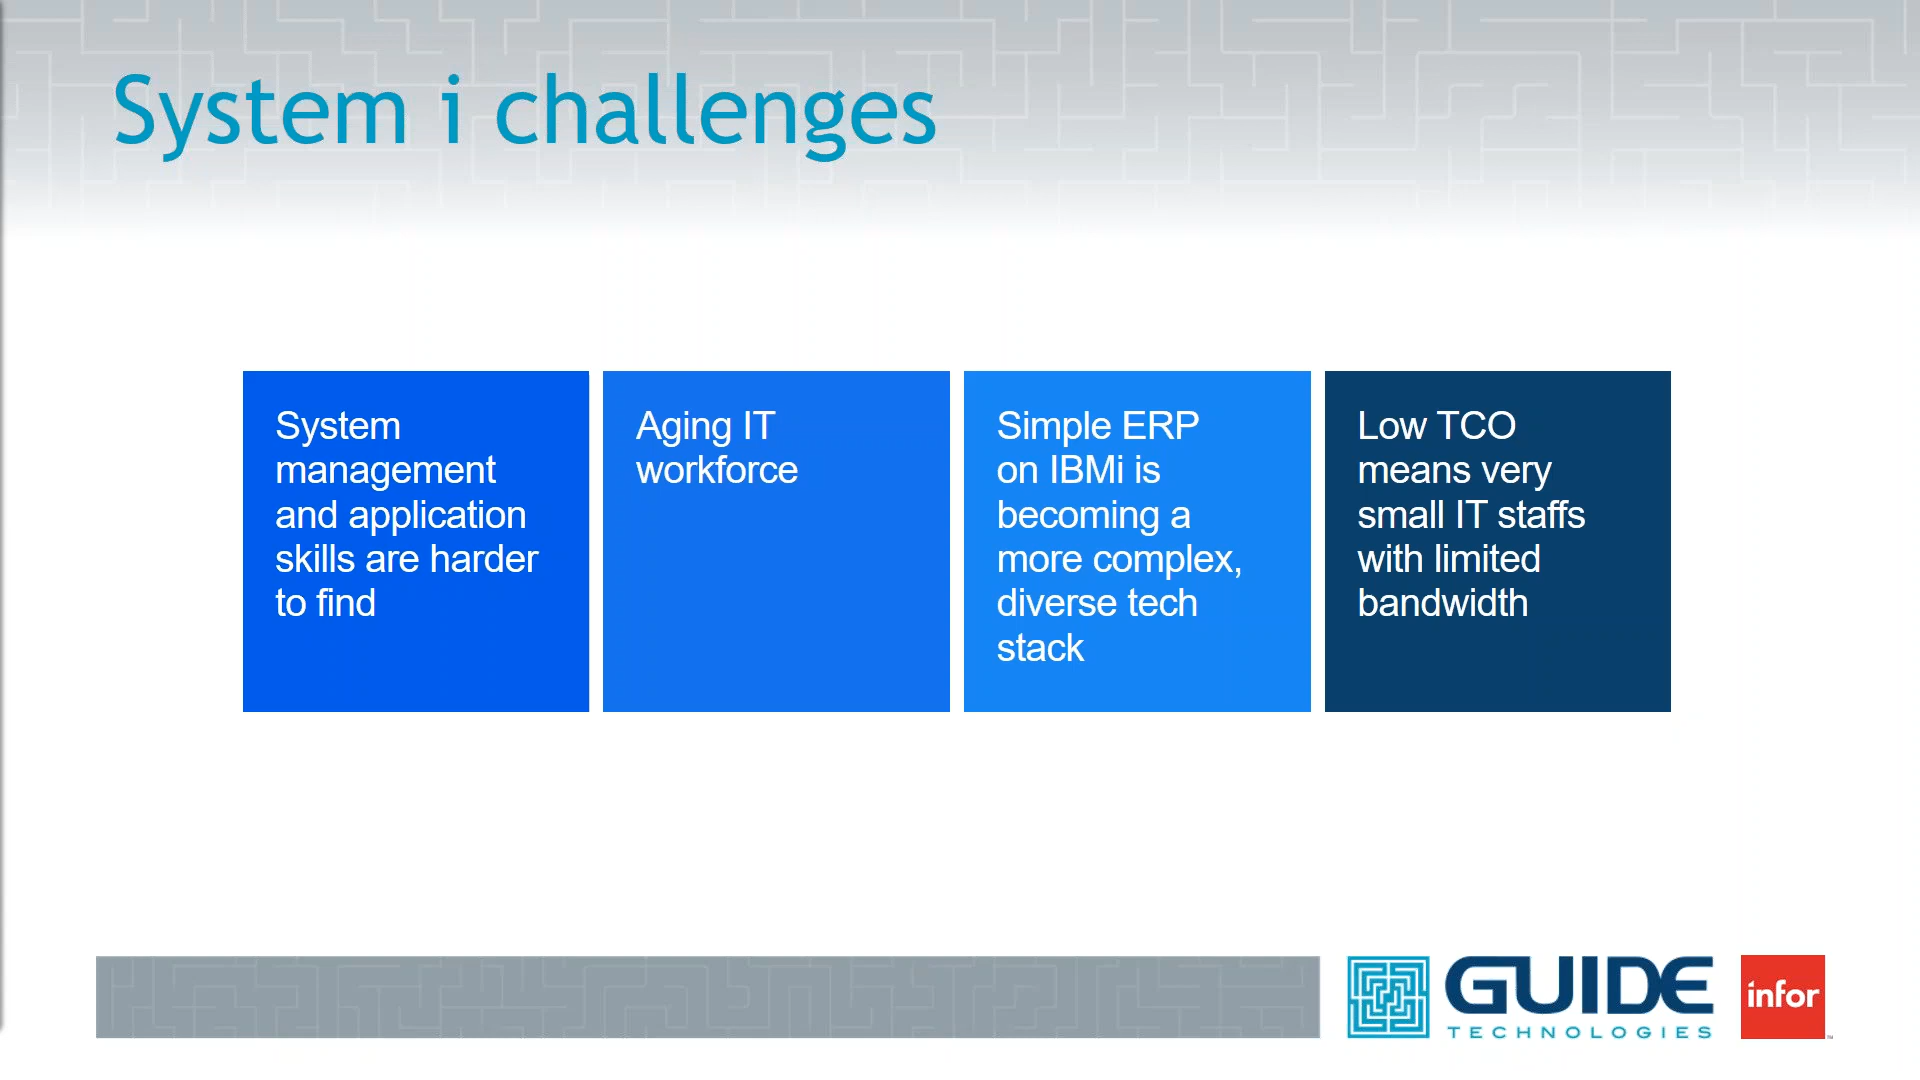 System i challenges
System
management
and application
skills are harder
to find
Aging IT
workforce
Simple ERP
on IBMi is
becoming a
more complex,
diverse tech
stack
Low TCO
means very
small IT staffs
with limited
bandwidth
GUIDE
TECHNOLOGIES
infor